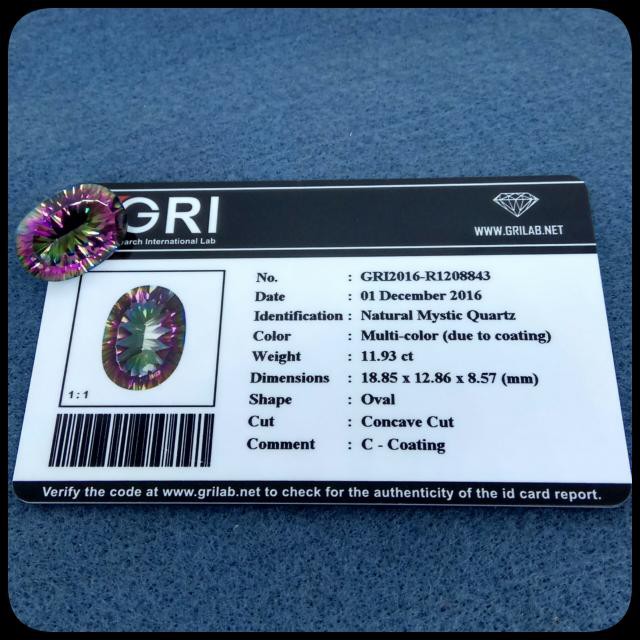 GRI
International Lab
WWW.GRILAB.NET
No. : GRI2016-R1208843
Date : 01 December 2016
Identification : Natural Mystic Quartz
Color : Multi-color (due to coating)
Weight : 11.93 ct
Dimensions : 18.85 x 12.86 x 8.57 (mm)
Shape : Oval
Cut : Concave Cut
Comment : C - Coating
1:1
Verify the code at www.grilab.net to check for the authenticity of the id card report.